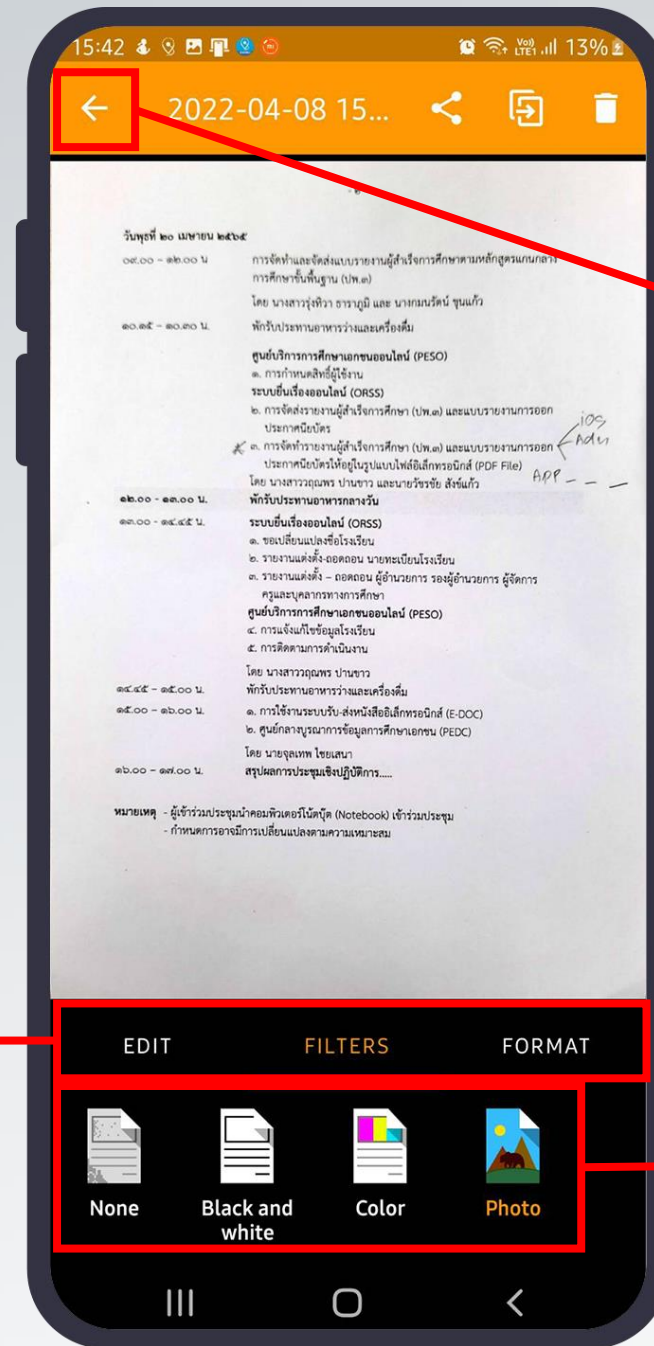 15:42 Vo)) LTE1 13%
2022-04-08 15...
- ๒ -
วันพุธที่ ๒๐ เมษายน ๒๕๖๕
๐๙.๐๐ – ๑๒.๐๐ น การจัดทำและจัดส่งแบบรายงานผู้สำเร็จการศึกษาตามหลักสูตรแกนกลาง
การศึกษาขั้นพื้นฐาน (ปพ.๓)
โดย นางสาวรุ่งทิวา ธาราภูมิ และ นางกมนรัตน์ ขุนแก้ว
๑๐.๑๕ – ๑๐.๓๐ น. พักรับประทานอาหารว่างและเครื่องดื่ม
ศูนย์บริการการศึกษาเอกชนออนไลน์ (PESO)
๑. การกำหนดสิทธิ์ผู้ใช้งาน
ระบบยื่นเรื่องออนไลน์ (ORSS)
๒. การจัดส่งรายงานผู้สำเร็จการศึกษา (ปพ.๓) และแบบรายงานการออก
ประกาศนียบัตร
ios
๓. การจัดทำรายงานผู้สำเร็จการศึกษา (ปพ.๓) และแบบรายงานการออก
ประกาศนียบัตรให้อยู่ในรูปแบบไฟล์อิเล็กทรอนิกส์ (PDF File)
APP - - -
โดย นางสาววฤณพร ปานขาว และนายวัชรชัย สังข์แก้ว
๑๒.๐๐ - ๑๓.๐๐ น. พักรับประทานอาหารกลางวัน
๑๓.๐๐ - ๑๔.๔๕ น. ระบบยื่นเรื่องออนไลน์ (ORSS)
๑. ขอเปลี่ยนแปลงชื่อโรงเรียน
๒. รายงานแต่งตั้ง-ถอดถอน นายทะเบียนโรงเรียน
๓. รายงานแต่งตั้ง – ถอดถอน ผู้อำนวยการ รองผู้อำนวยการ ผู้จัดการ
ครูและบุคลากรทางการศึกษา
ศูนย์บริการการศึกษาเอกชนออนไลน์ (PESO)
๔. การแจ้งแก้ไขข้อมูลโรงเรียน
๕. การติดตามการดำเนินงาน
โดย นางสาววฤณพร ปานขาว
๑๔.๔๕ – ๑๕.๐๐ น. พักรับประทานอาหารว่างและเครื่องดื่ม
๑๕.๐๐ – ๑๖.๐๐ น. ๑. การใช้งานระบบรับ-ส่งหนังสืออิเล็กทรอนิกส์ (E-DOC)
๒. ศูนย์กลางบูรณาการข้อมูลการศึกษาเอกชน (PEDC)
โดย นายจุลเทพ ไชยเสนา
๑๖.๐๐ – ๑๗.๐๐ น. สรุปผลการประชุมเชิงปฏิบัติการ.....
หมายเหตุ - ผู้เข้าร่วมประชุมนำคอมพิวเตอร์โน้ตบุ๊ค (Notebook) เข้าร่วมประชุม
- กำหนดการอาจมีการเปลี่ยนแปลงตามความเหมาะสม
EDIT FILTERS FORMAT
None Black and white Color Photo